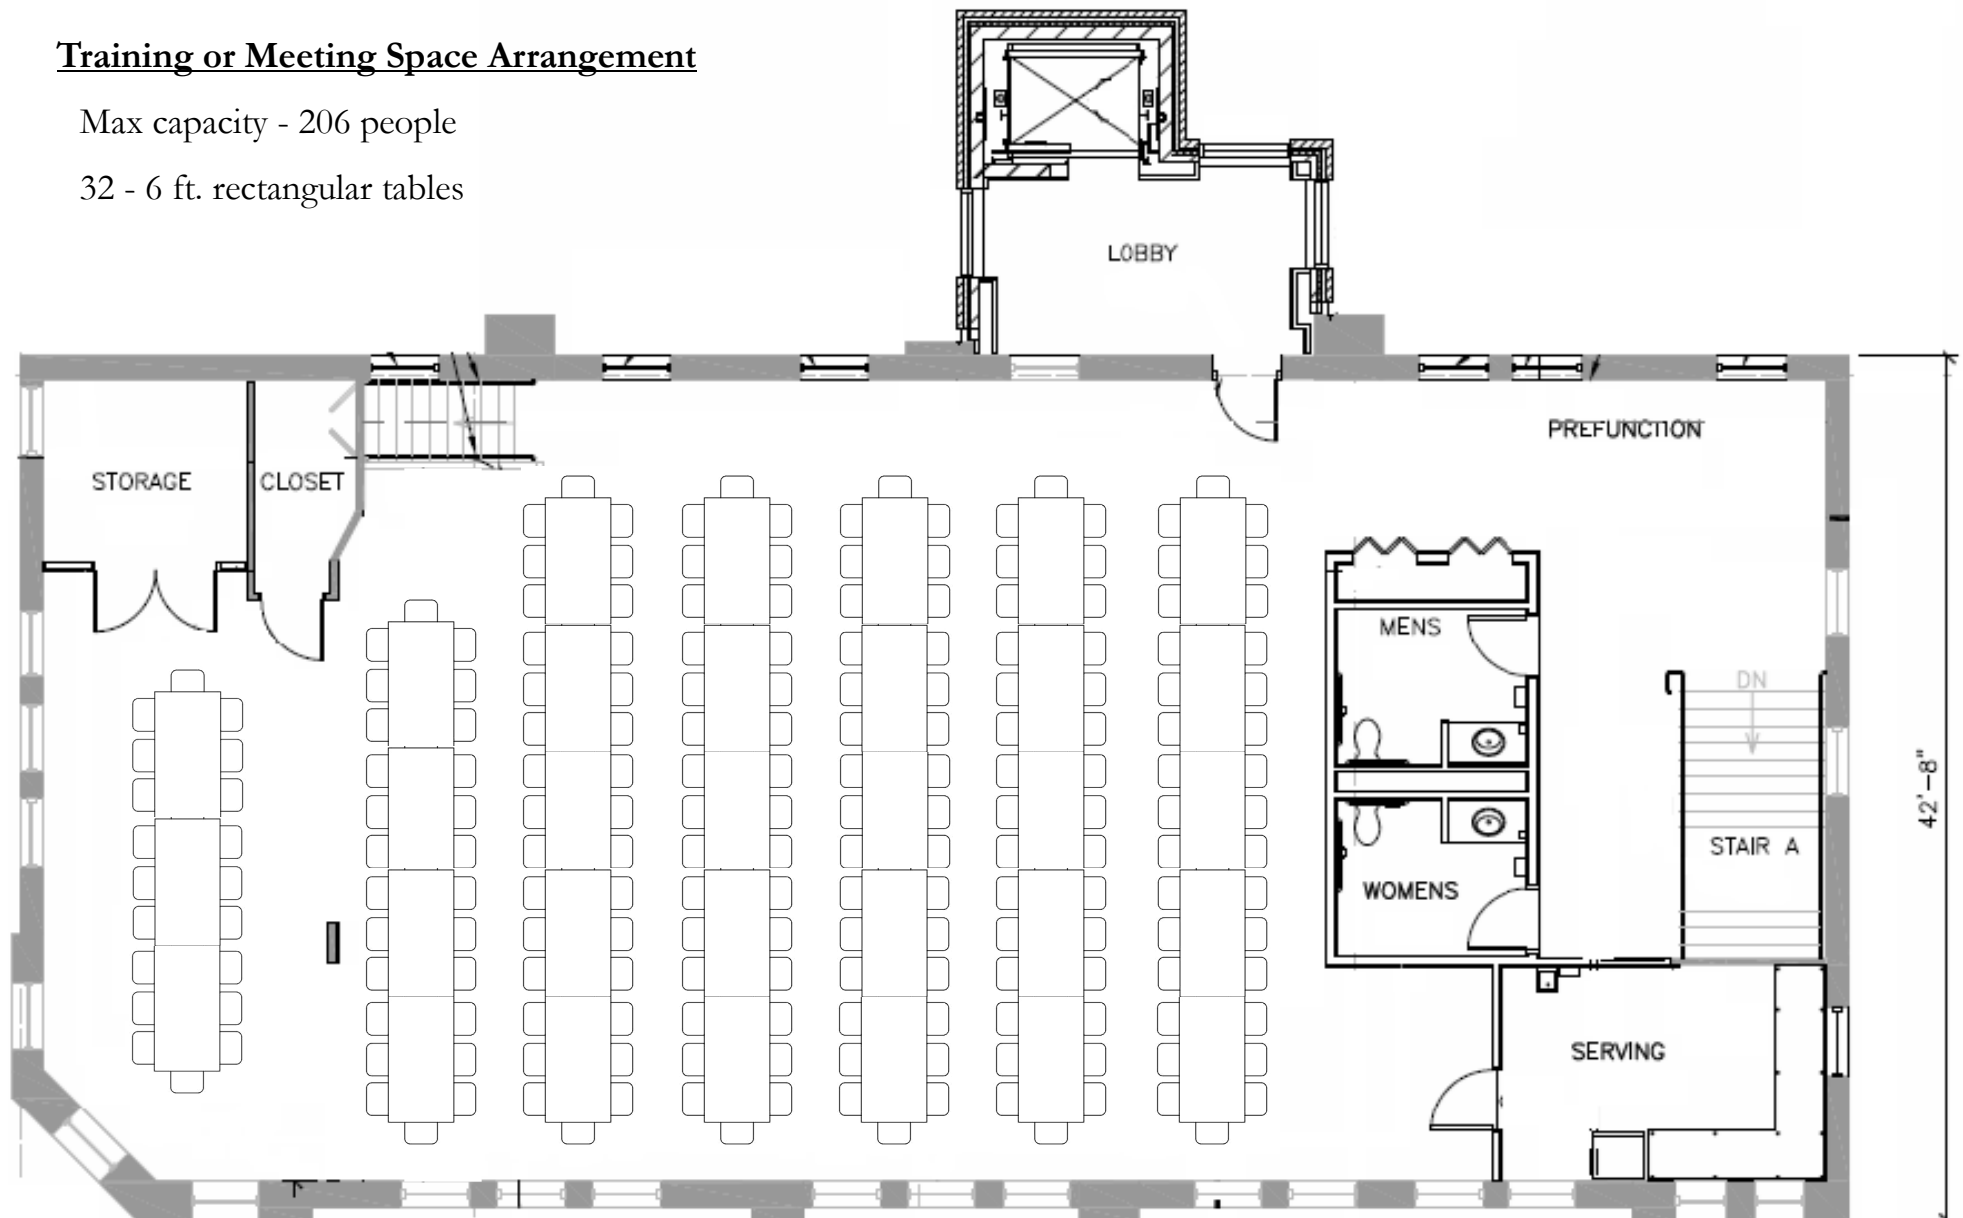 Training or Meeting Space Arrangement
Max capacity - 206 people
32 - 6 ft. rectangular tables
LOBBY
PREFUNCTION
STORAGE
CLOSET
MENS
DN
42'-8"
STAIR A
WOMENS
SERVING